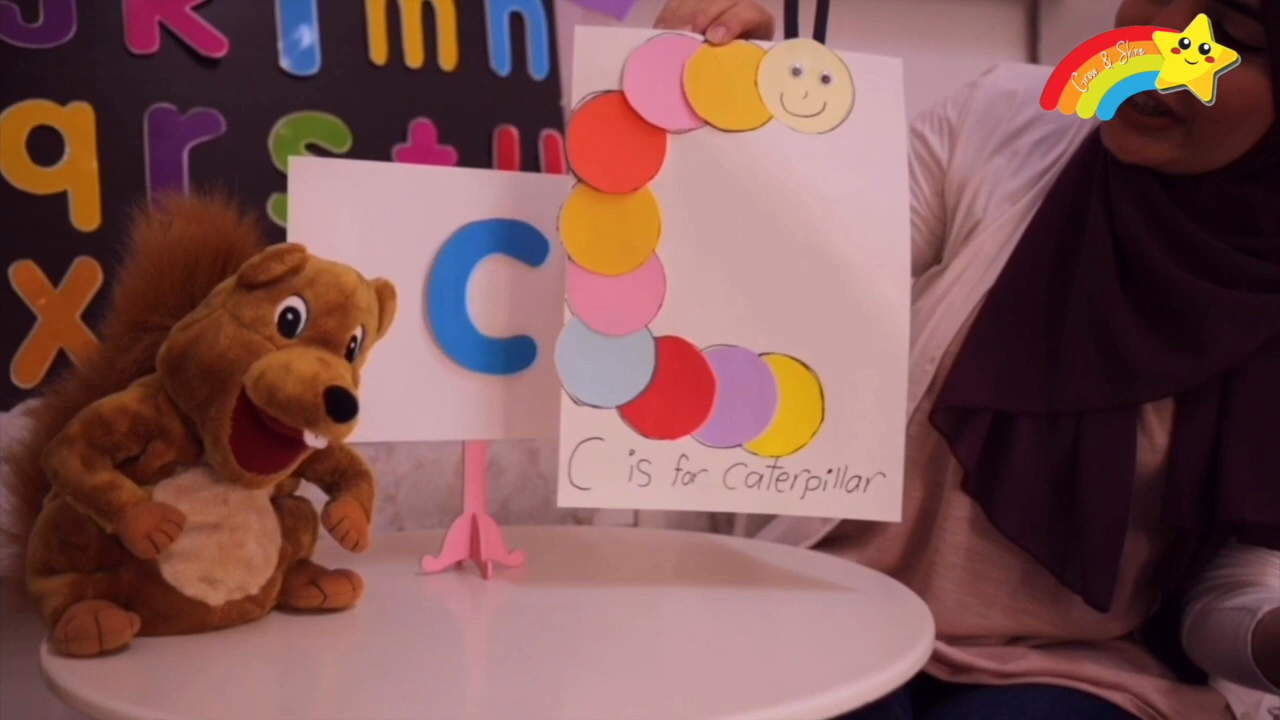 j k l m n
q r s t u
x
c
C is for caterpillar
Grow & Shine